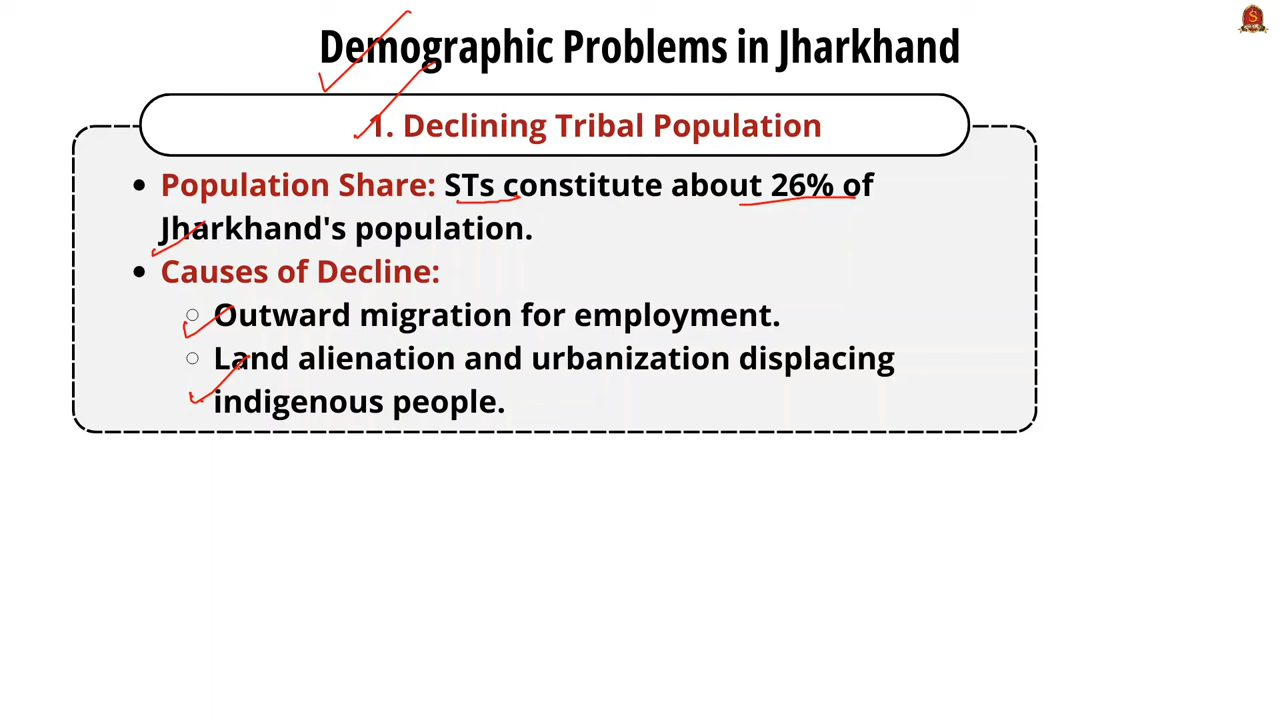 Demographic Problems in Jharkhand
1. Declining Tribal Population
• Population Share: STs constitute about 26% of
Jharkhand's population.
• Causes of Decline:
○ Outward migration for employment.
○ Land alienation and urbanization displacing
indigenous people.